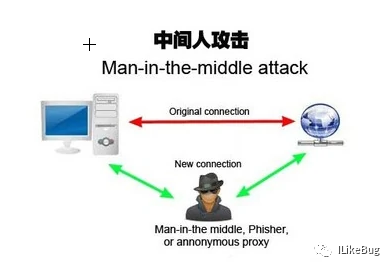 中间人攻击
Man-in-the-middle attack
Original connection
New connection
Man-in-the middle, Phisher,
or annonymous proxy
ILikeBug